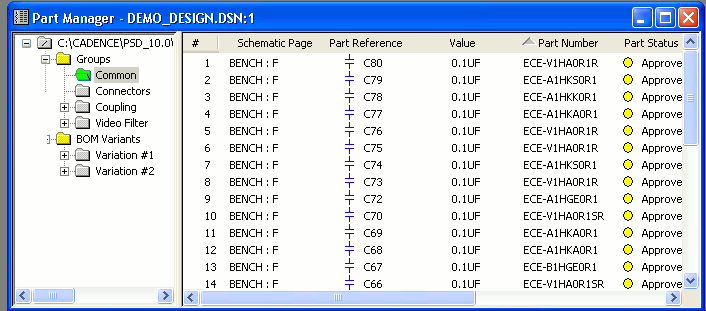 Part Manager - DEMO_DESIGN.DSN:1
C:\CADENCE\PSD_10.0\
Groups
Common
Connectors
Coupling
Video Filter
BOM Variants
Variation #1
Variation #2
# Schematic Page Part Reference Value Part Number Part Status
1 BENCH : F C80 0.1UF ECE-V1HA0R1R Approve
2 BENCH : F C79 0.1UF ECE-A1HKS0R1 Approve
3 BENCH : F C78 0.1UF ECE-A1HKK0R1 Approve
4 BENCH : F C77 0.1UF ECE-A1HKA0R1 Approve
5 BENCH : F C76 0.1UF ECE-V1HA0R1R Approve
6 BENCH : F C75 0.1UF ECE-V1HA0R1R Approve
7 BENCH : F C74 0.1UF ECE-A1HKS0R1 Approve
8 BENCH : F C73 0.1UF ECE-V1HA0R1R Approve
9 BENCH : F C72 0.1UF ECE-A1HGE0R1 Approve
10 BENCH : F C70 0.1UF ECE-V1HA0R1SR Approve
11 BENCH : F C69 0.1UF ECE-A1HKA0R1 Approve
12 BENCH : F C68 0.1UF ECE-A1HKA0R1 Approve
13 BENCH : F C67 0.1UF ECE-B1HGE0R1 Approve
14 BENCH : F C66 0.1UF ECE-V1HA0R1SR Approve